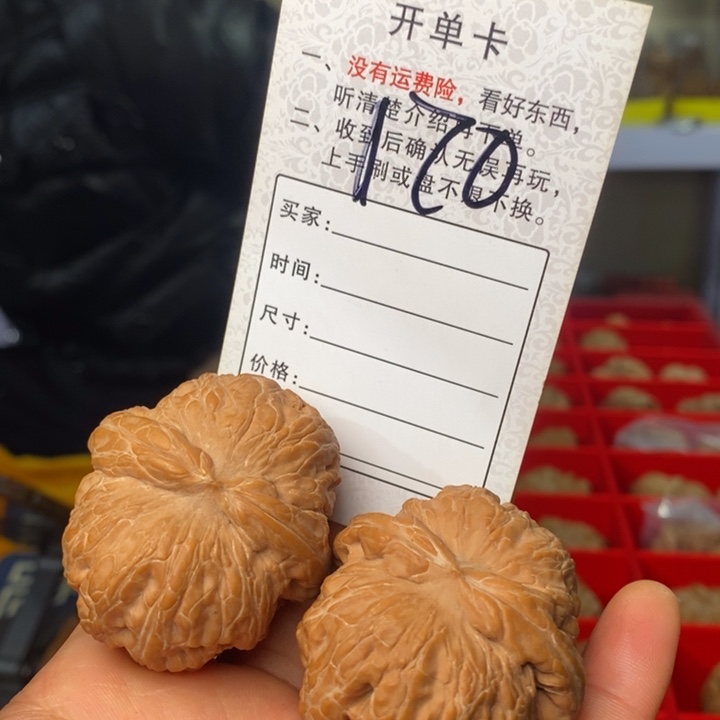 开单卡
一、没有运费险，看好东西，
听清楚介绍再下单。
二、收到后确认无误再玩，
上手刷或盘不退不换。
170
买家:
时间:
尺寸:
价格: